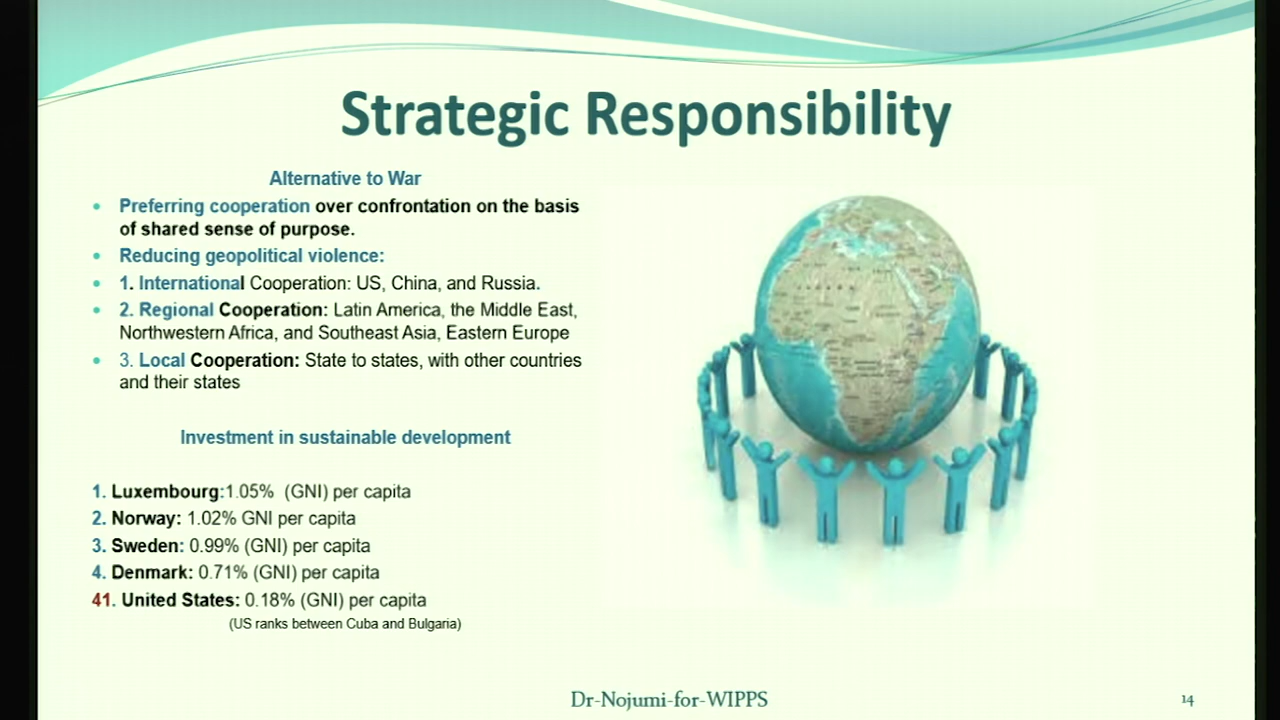 Strategic Responsibility
Alternative to War
• Preferring cooperation over confrontation on the basis
of shared sense of purpose.
• Reducing geopolitical violence:
• 1. International Cooperation: US, China, and Russia.
• 2. Regional Cooperation: Latin America, the Middle East,
Northwestern Africa, and Southeast Asia, Eastern Europe
• 3. Local Cooperation: State to states, with other countries
and their states
Investment in sustainable development
1. Luxembourg:1.05% (GNI) per capita
2. Norway: 1.02% GNI per capita
3. Sweden: 0.99% (GNI) per capita
4. Denmark: 0.71% (GNI) per capita
41. United States: 0.18% (GNI) per capita
(US ranks between Cuba and Bulgaria)
Dr-Nojumi-for-WIPPS
14